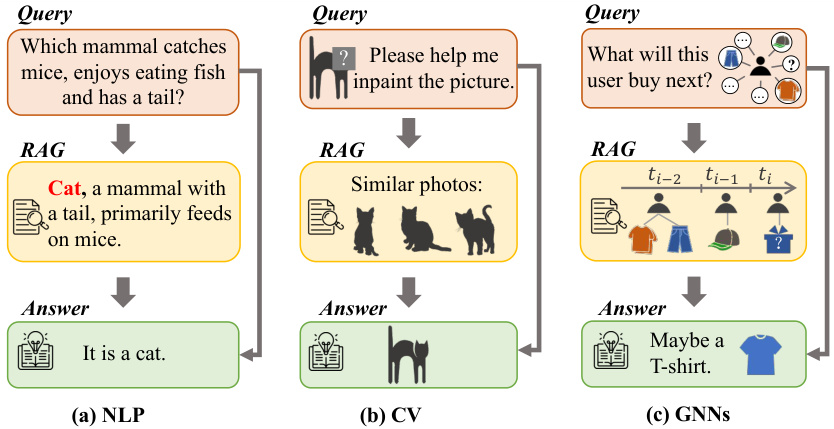 Query
Which mammal catches
mice, enjoys eating fish
and has a tail?
RAG
Cat, a mammal with
a tail, primarily feeds
on mice.
Answer
It is a cat.
(a) NLP
Query
?
Please help me
inpaint the picture.
RAG
Similar photos:
Answer
(b) CV
Query
What will this
user buy next?
...
?
...
...
RAG
t_{i-2} t_{i-1} t_i
?
Answer
Maybe a
T-shirt.
(c) GNNs